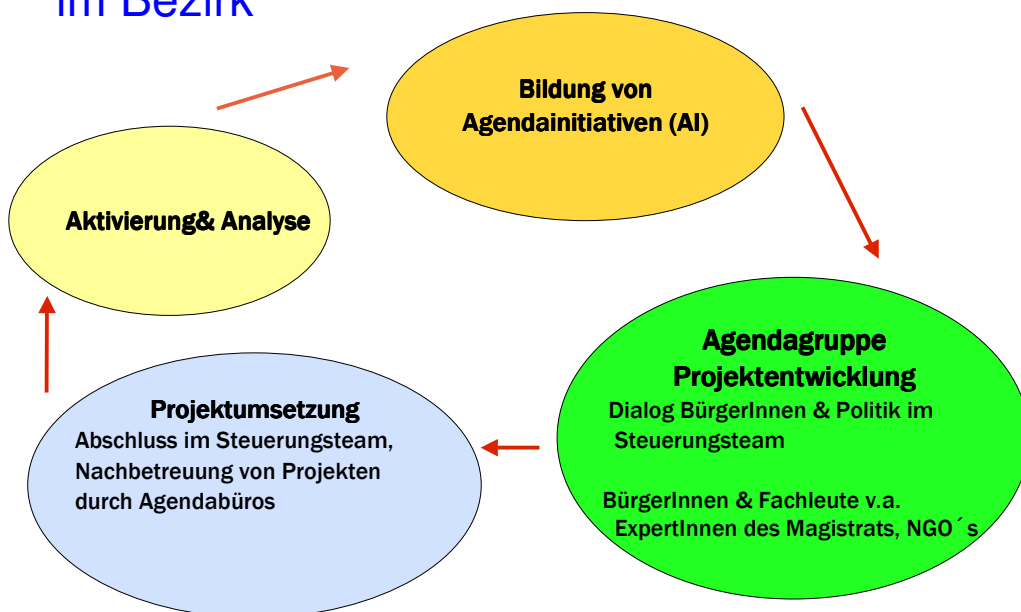 im Bezirk
Bildung von
Agendainitiativen (AI)
Aktivierung& Analyse
Agendagruppe
Projektentwicklung
Dialog BürgerInnen & Politik im
Steuerungsteam
BürgerInnen & Fachleute v.a.
ExpertInnen des Magistrats, NGO´s
Projektumsetzung
Abschluss im Steuerungsteam,
Nachbetreuung von Projekten
durch Agendabüros